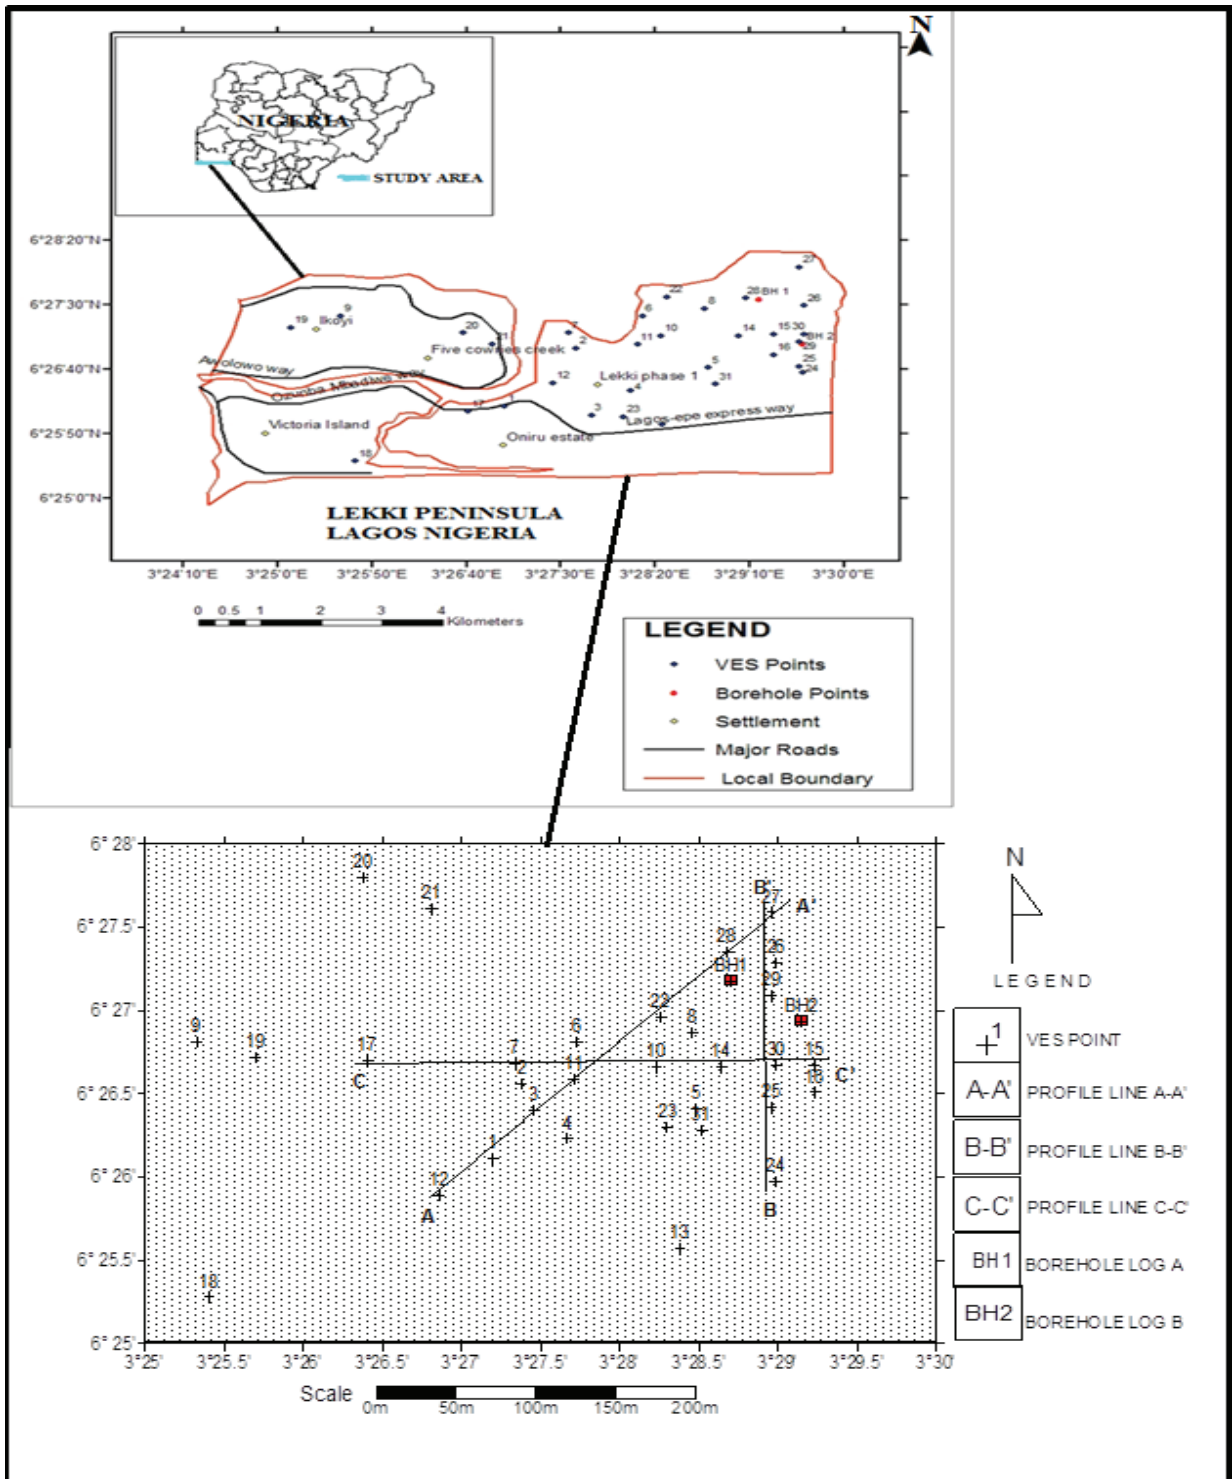 N
NIGERIA
STUDY AREA
6°28'20"N
6°27'30"N
6°26'40"N
6°25'50"N
6°25'0"N
27
28 BH 1
22
8
26
6
9
19
Ikoyi
20
21
7
2
11
10
14
15 30
BH 2
29
16
25
24
Five cowries creek
Awolowo way
Ozumba Mbadiwe way
12
Lekki phase 1
4
5
31
17
1
3
23
Lagos-epe express way
Victoria Island
Oniru estate
18
LEKKI PENINSULA
LAGOS NIGERIA
3°24'10"E 3°25'0"E 3°25'50"E 3°26'40"E 3°27'30"E 3°28'20"E 3°29'10"E 3°30'0"E
0 0.5 1 2 3 4
Kilometers
LEGEND
VES Points
Borehole Points
Settlement
Major Roads
Local Boundary
6° 28'
6° 27.5'
6° 27'
6° 26.5'
6° 26'
6° 25.5'
6° 25'
20
21
B'
27
A'
28
26
BH1
29
BH2
22
8
9
19
6
17
C
7
2
11
10
14
30
15
C'
16
3
5
25
23
31
4
1
12
A
24
B
13
18
3°25' 3°25.5' 3°26' 3°26.5' 3°27' 3°27.5' 3°28' 3°28.5' 3°29' 3°29.5' 3°30'
Scale
0m 50m 100m 150m 200m
N
LEGEND
1 VES POINT
A-A' PROFILE LINE A-A'
B-B' PROFILE LINE B-B'
C-C' PROFILE LINE C-C'
BH1 BOREHOLE LOG A
BH2 BOREHOLE LOG B